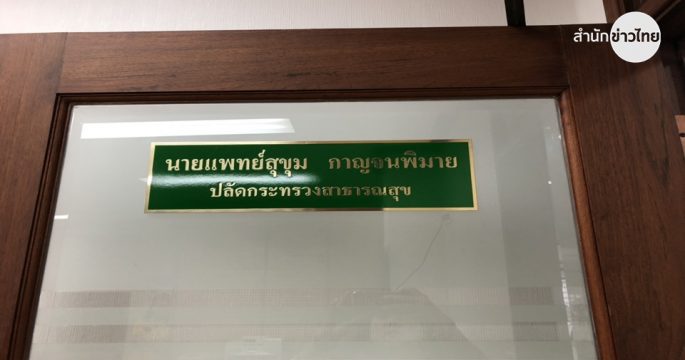 สำนักข่าวไทย
นายแพทย์สุขุม กาญจนพิมาย
ปลัดกระทรวงสาธารณสุข